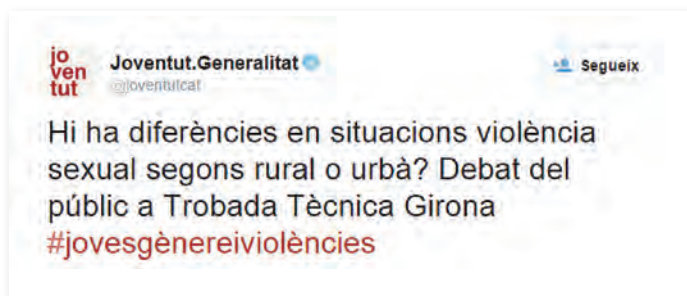 jo
ven
tut
Joventut.Generalitat
@joventutcat
Segueix
Hi ha diferències en situacions violència
sexual segons rural o urbà? Debat del
públic a Trobada Tècnica Girona
#jovesgènereiviolències